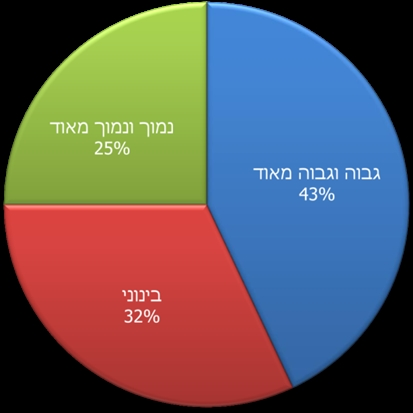 נמוך ונמוך מאוד
25%
גבוה וגבוה מאוד
43%
בינוני
32%